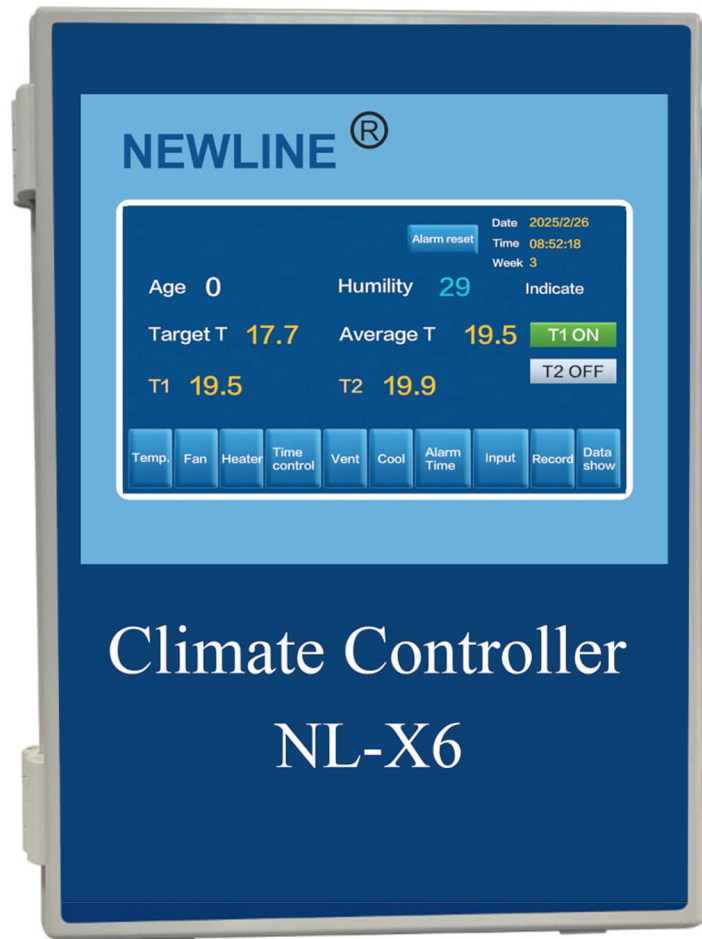 NEWLINE ®
Alarm reset
Date 2025/2/26
Time 08:52:18
Week 3
Age 0 Humility 29 Indicate
Target T 17.7 Average T 19.5 T1 ON
T1 19.5 T2 19.9 T2 OFF
Temp. Fan Heater Time control Vent Cool Alarm Time Input Record Data show
Climate Controller
NL-X6